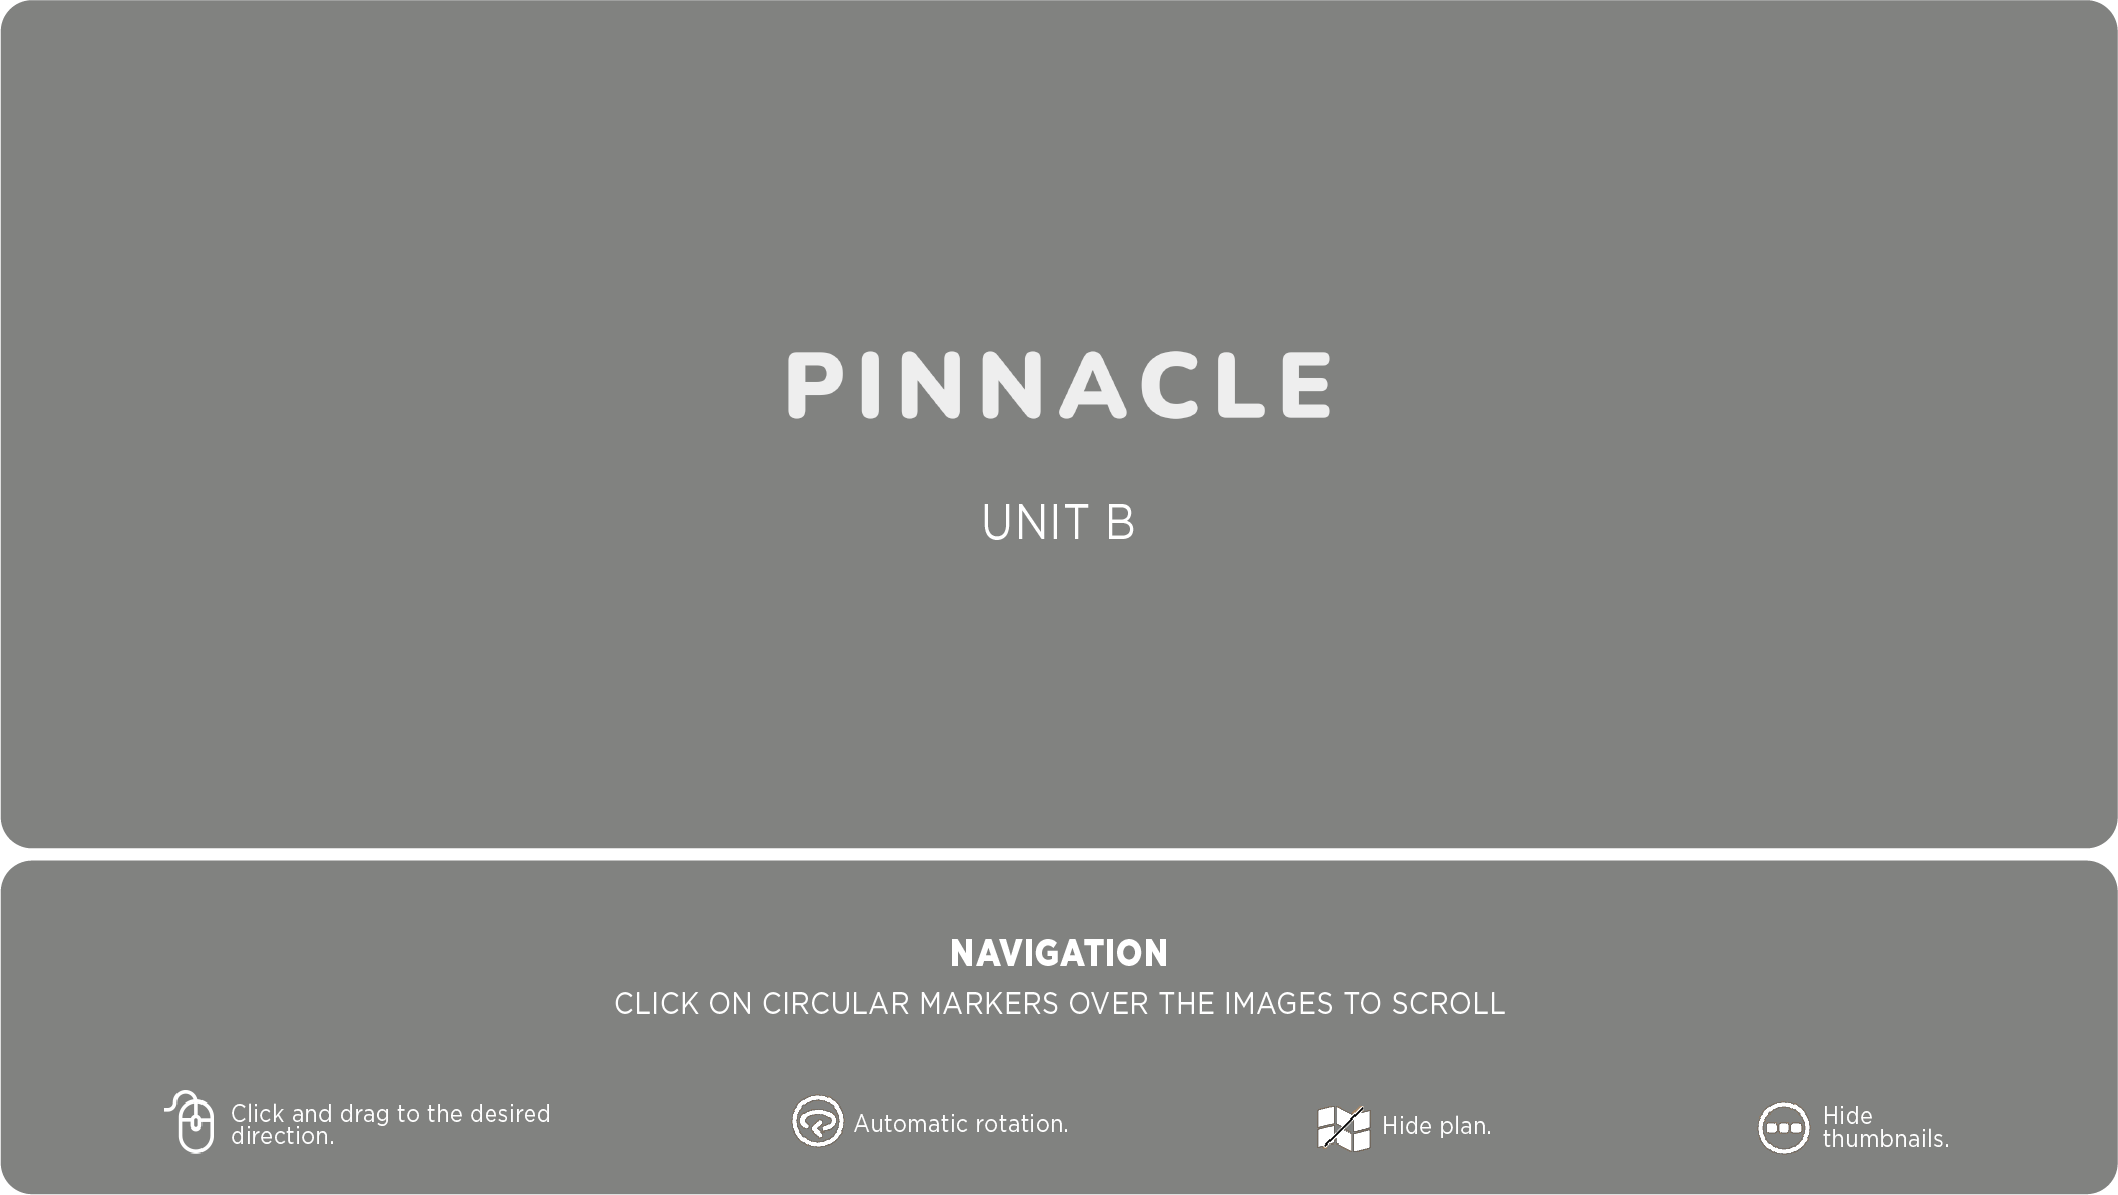 PINNACLE
UNIT B
NAVIGATION
CLICK ON CIRCULAR MARKERS OVER THE IMAGES TO SCROLL
Click and drag to the desired
direction.
Automatic rotation.
Hide plan.
Hide
thumbnails.